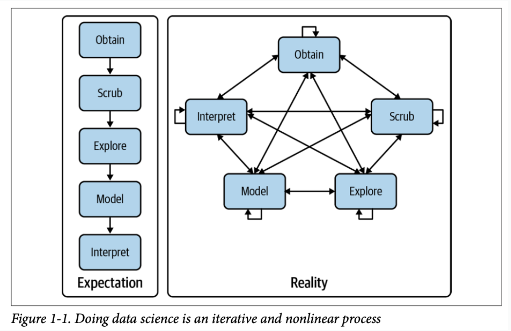 Obtain
Scrub
Explore
Model
Interpret
Expectation
Obtain
Interpret
Scrub
Model
Explore
Reality
Figure 1-1. Doing data science is an iterative and nonlinear process